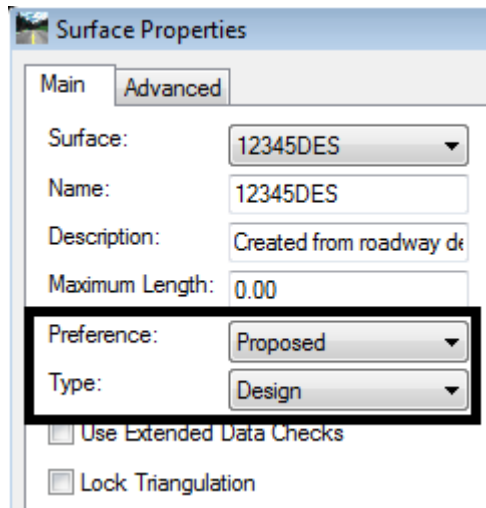 Surface Properties
Main Advanced
Surface: 12345DES
Name: 12345DES
Description: Created from roadway de
Maximum Length: 0.00
Preference: Proposed
Type: Design
Use Extended Data Checks
Lock Triangulation